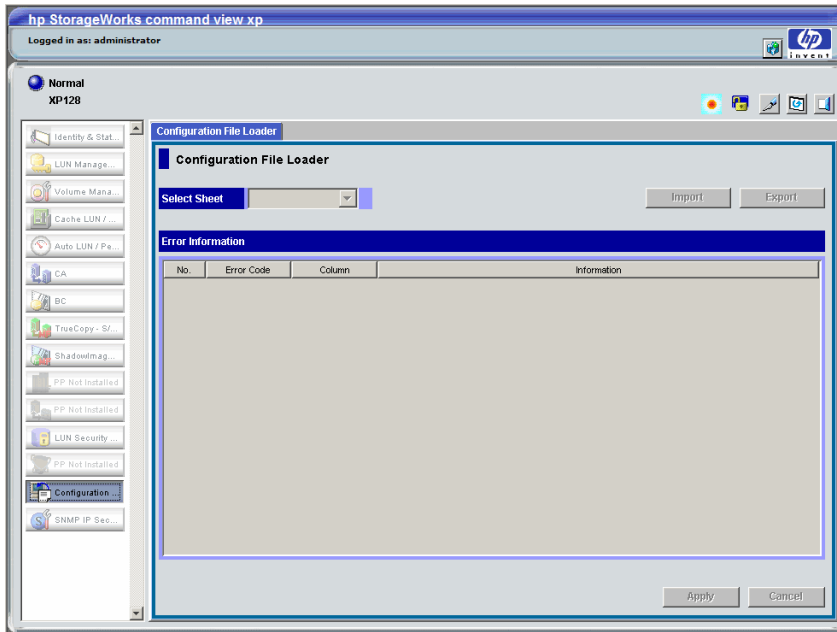 hp StorageWorks command view xp
Logged in as: administrator
hp
invent
Normal
XP128
Identity & Stat...
LUN Manage...
Volume Mana...
Cache LUN / ...
Auto LUN / Pe...
CA
BC
TrueCopy - S/...
ShadowImag...
PP Not Installed
PP Not Installed
LUN Security ...
PP Not Installed
Configuration ...
SNMP IP Sec...
Configuration File Loader
Configuration File Loader
Select Sheet
Import
Export
Error Information
No.
Error Code
Column
Information
Apply
Cancel